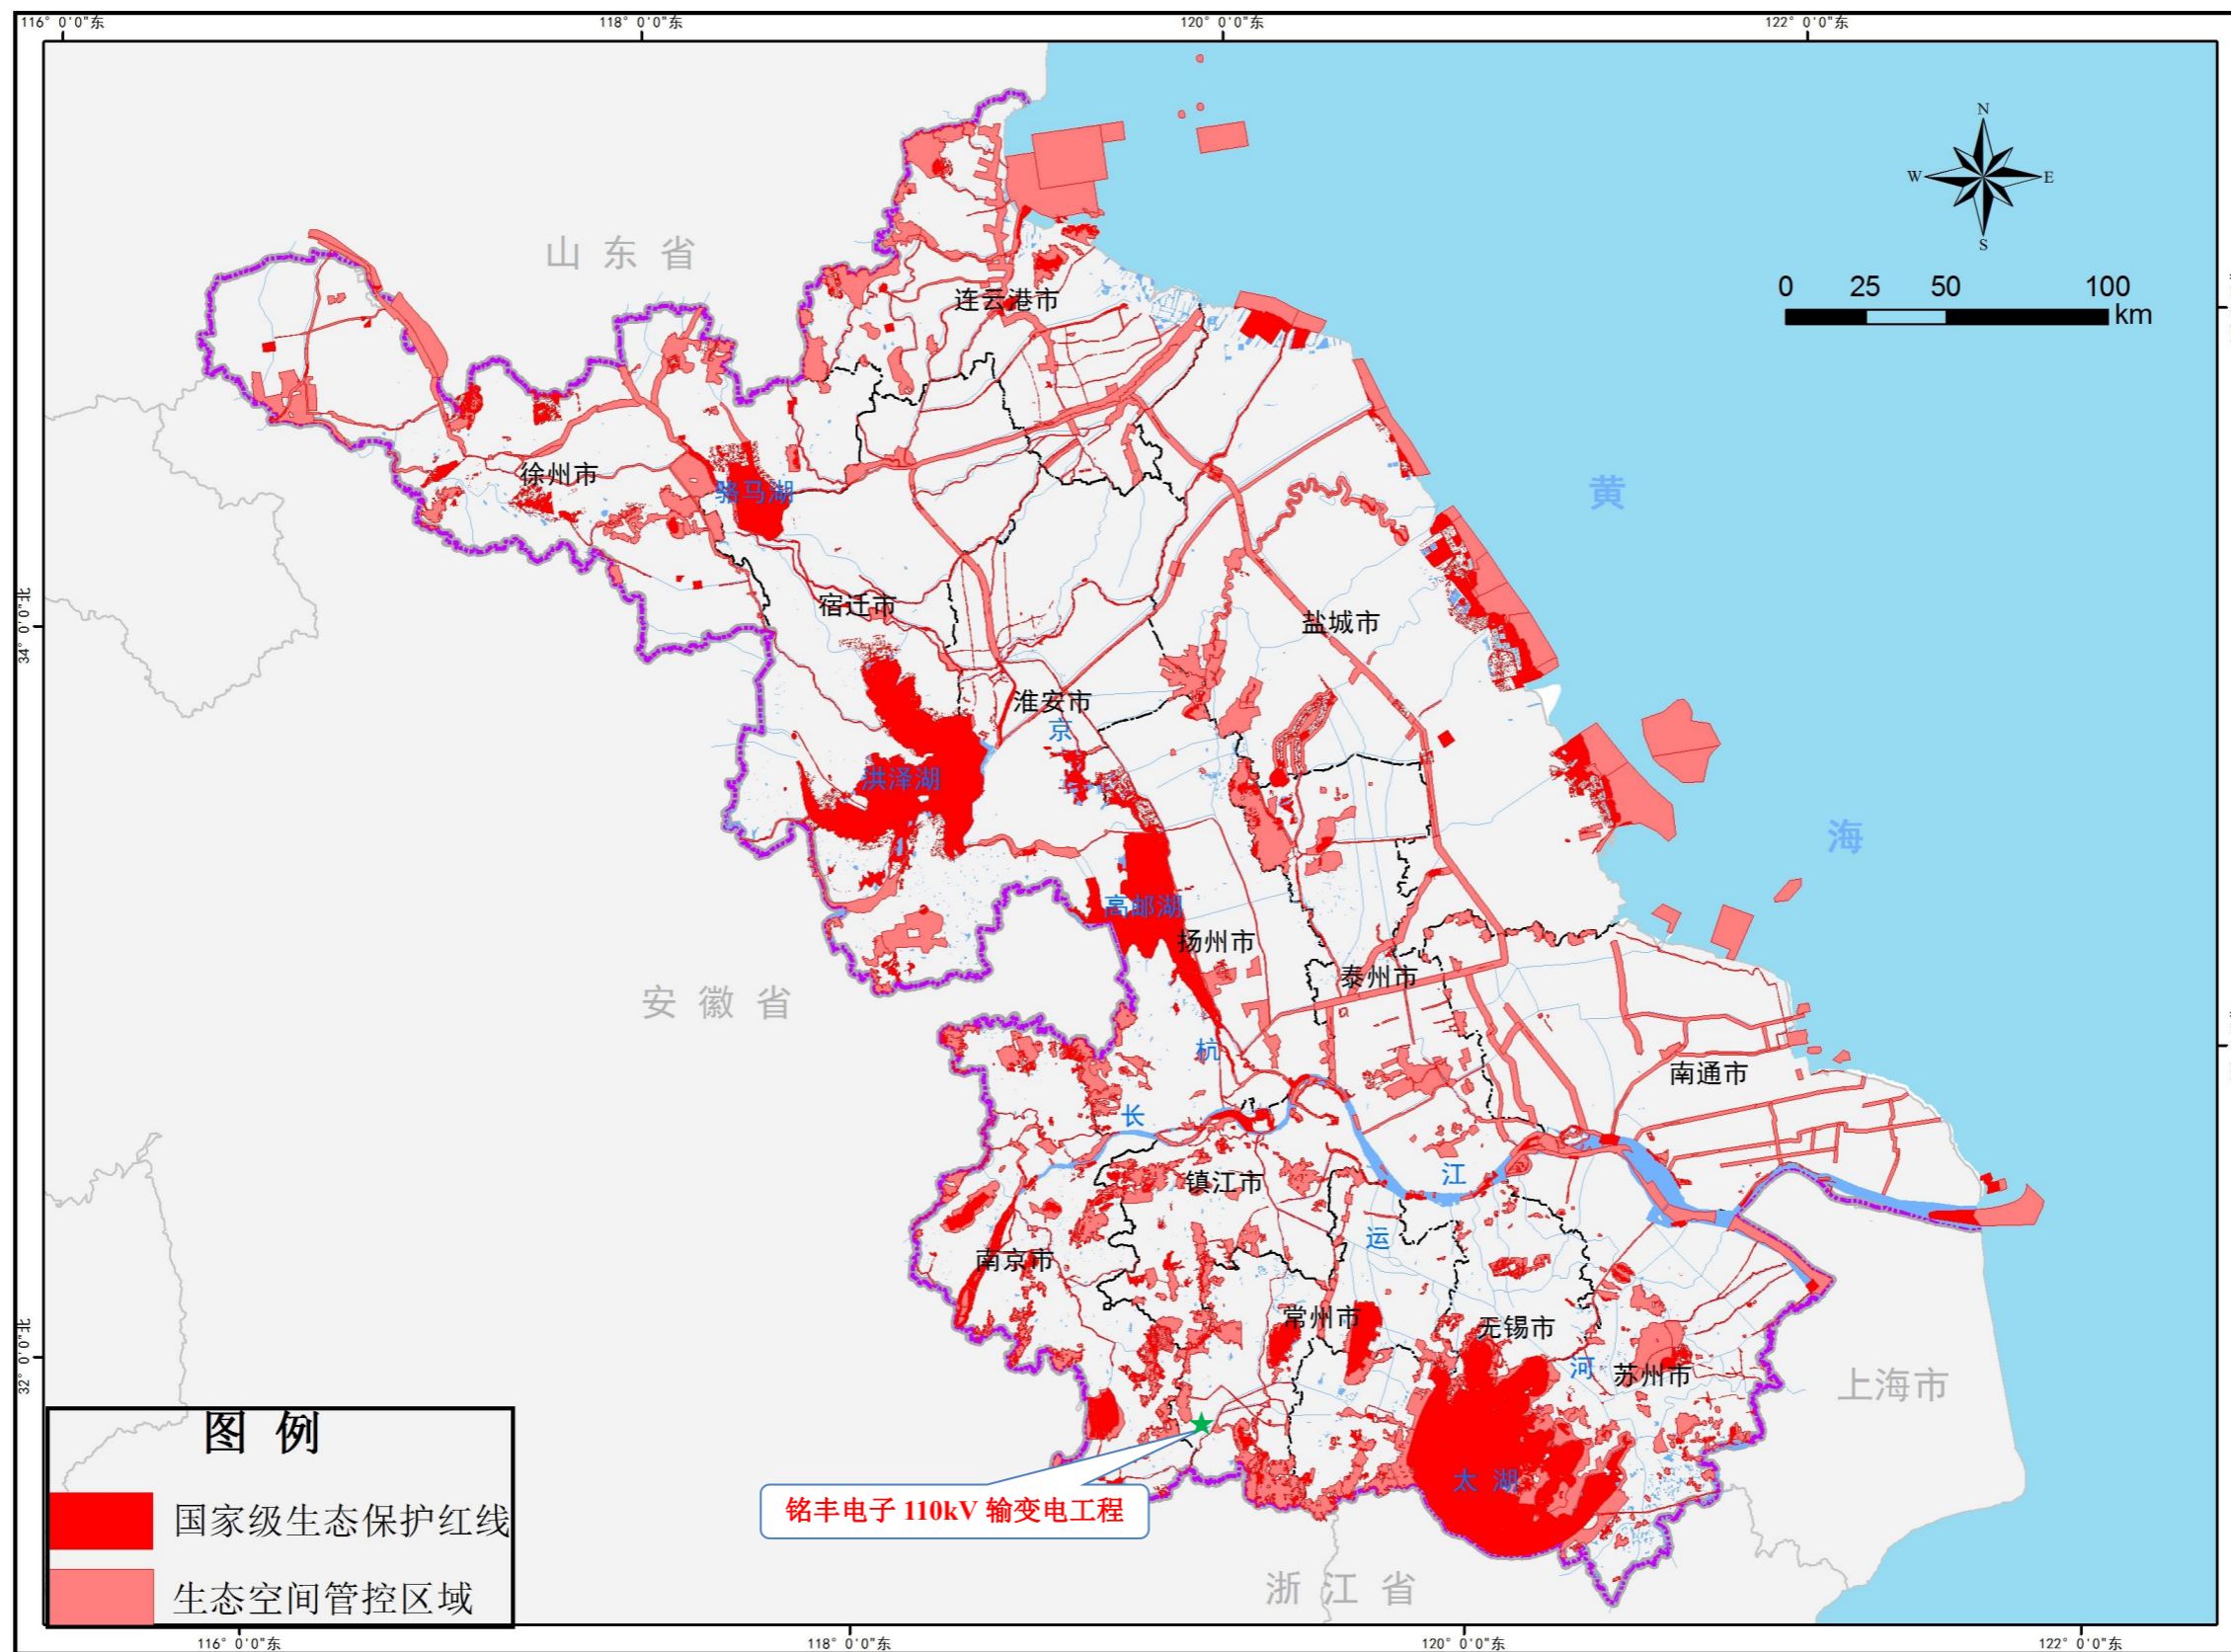 116° 0'0"东
118° 0'0"东
120° 0'0"东
122° 0'0"东
N
W
E
S
山 东 省
0 25 50 100
km
连云港市
徐州市
骆马湖
黄
宿迁市
盐城市
34° 0'0"北
淮安市
京
洪泽湖
海
高邮湖
扬州市
泰州市
安 徽 省
杭
南通市
长
江
镇江市
运
南京市
常州市
无锡市
32° 0'0"北
河
苏州市
上海市
图 例
太 湖
铭丰电子 110kV 输变电工程
国家级生态保护红线
生态空间管控区域
浙 江 省
116° 0'0"东
118° 0'0"东
120° 0'0"东
122° 0'0"东